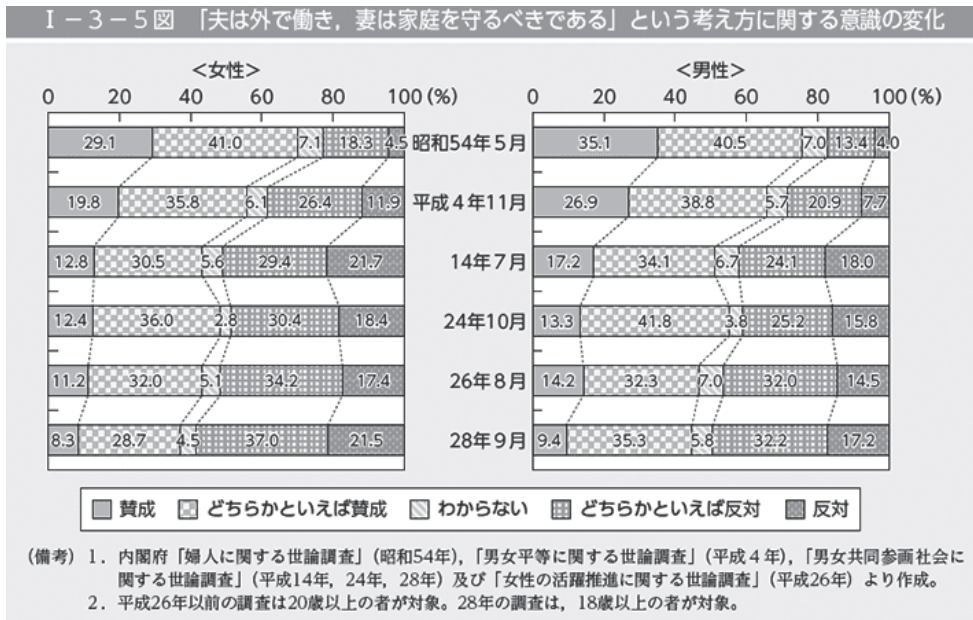 Ⅰ－３－５図　「夫は外で働き，妻は家庭を守るべきである」という考え方に関する意識の変化
＜女性＞
0 20 40 60 80 100 (%)
＜男性＞
0 20 40 60 80 100 (%)
29.1 41.0 7.1 18.3 4.5 昭和54年５月 35.1 40.5 7.0 13.4 4.0
19.8 35.8 6.1 26.4 11.9 平成４年11月 26.9 38.8 5.7 20.9 7.7
12.8 30.5 5.6 29.4 21.7 14年７月 17.2 34.1 6.7 24.1 18.0
12.4 36.0 2.8 30.4 18.4 24年10月 13.3 41.8 3.8 25.2 15.8
11.2 32.0 5.1 34.2 17.4 26年８月 14.2 32.3 7.0 32.0 14.5
8.3 28.7 4.5 37.0 21.5 28年９月 9.4 35.3 5.8 32.2 17.2
賛成 どちらかといえば賛成 わからない どちらかといえば反対 反対
（備考）１．内閣府「婦人に関する世論調査」（昭和54年），「男女平等に関する世論調査」（平成４年），「男女共同参画社会に
関する世論調査」（平成14年，24年，28年）及び「女性の活躍推進に関する世論調査」（平成26年）より作成。
２．平成26年以前の調査は20歳以上の者が対象。28年の調査は，18歳以上の者が対象。